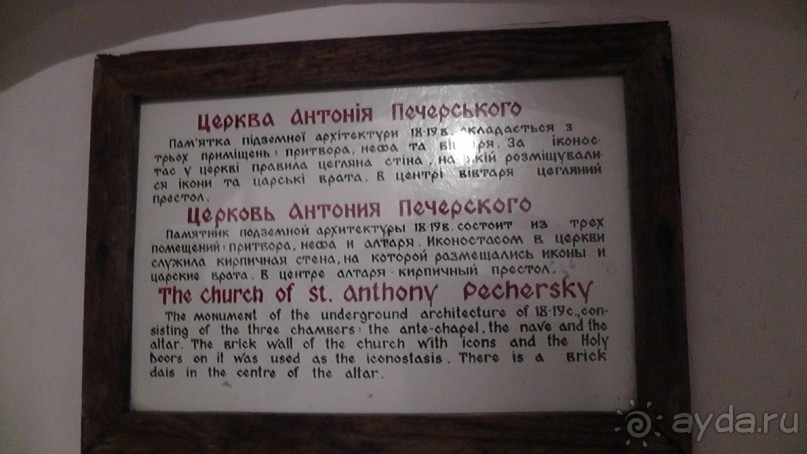 Церква Антонія Печерського
Пам'ятка підземної архітектури 18-19 в. складається з
трьох приміщень: притвора, нефа та вівтаря. За іконос-
тас у церкві правила цегляна стіна, на якій розміщували-
ся ікони та царські врата. В центрі вівтаря цегляний
престол.
Церковь Антония Печерского
Памятник подземной архитектуры 18-19 в. состоит из трех
помещений: притвора, нефа и алтаря. Иконостасом в церкви
служила кирпичная стена, на которой размещались иконы и
царские врата. В центре алтаря - кирпичный престол.
The church of St. Anthony Pechersky
The monument of the underground architecture of 18-19 c., con-
sisting of the three chambers: the ante-chapel, the nave and the
altar. The brick wall of the church with icons and the Holy
Doors on it was used as the iconostasis. There is a brick
dais in the centre of the altar.
ayda.ru